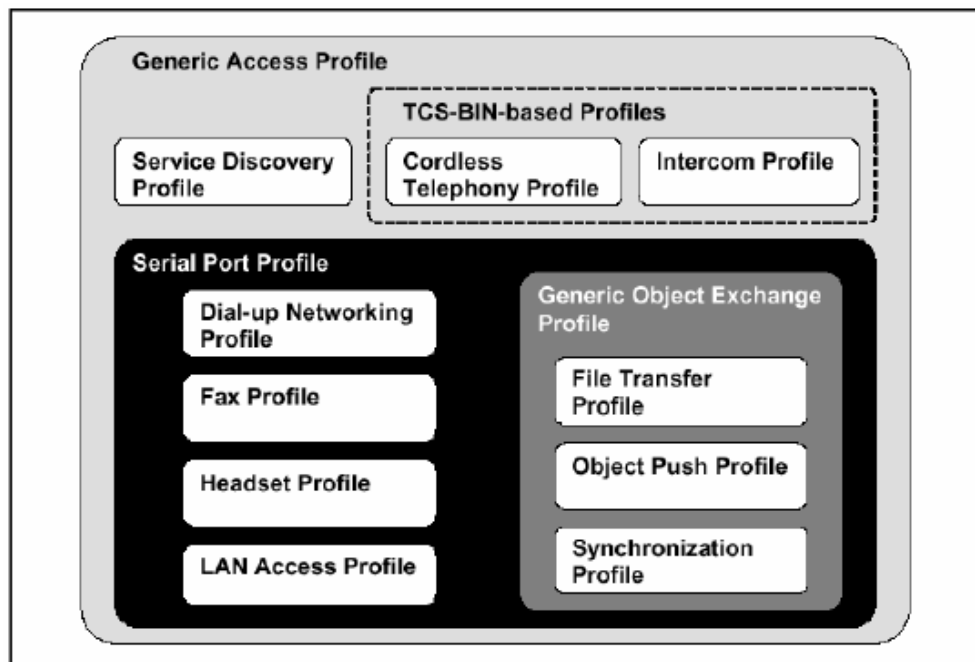 Generic Access Profile
TCS-BIN-based Profiles
Service Discovery
Profile
Cordless
Telephony Profile
Intercom Profile
Serial Port Profile
Dial-up Networking
Profile
Fax Profile
Headset Profile
LAN Access Profile
Generic Object Exchange
Profile
File Transfer
Profile
Object Push Profile
Synchronization
Profile